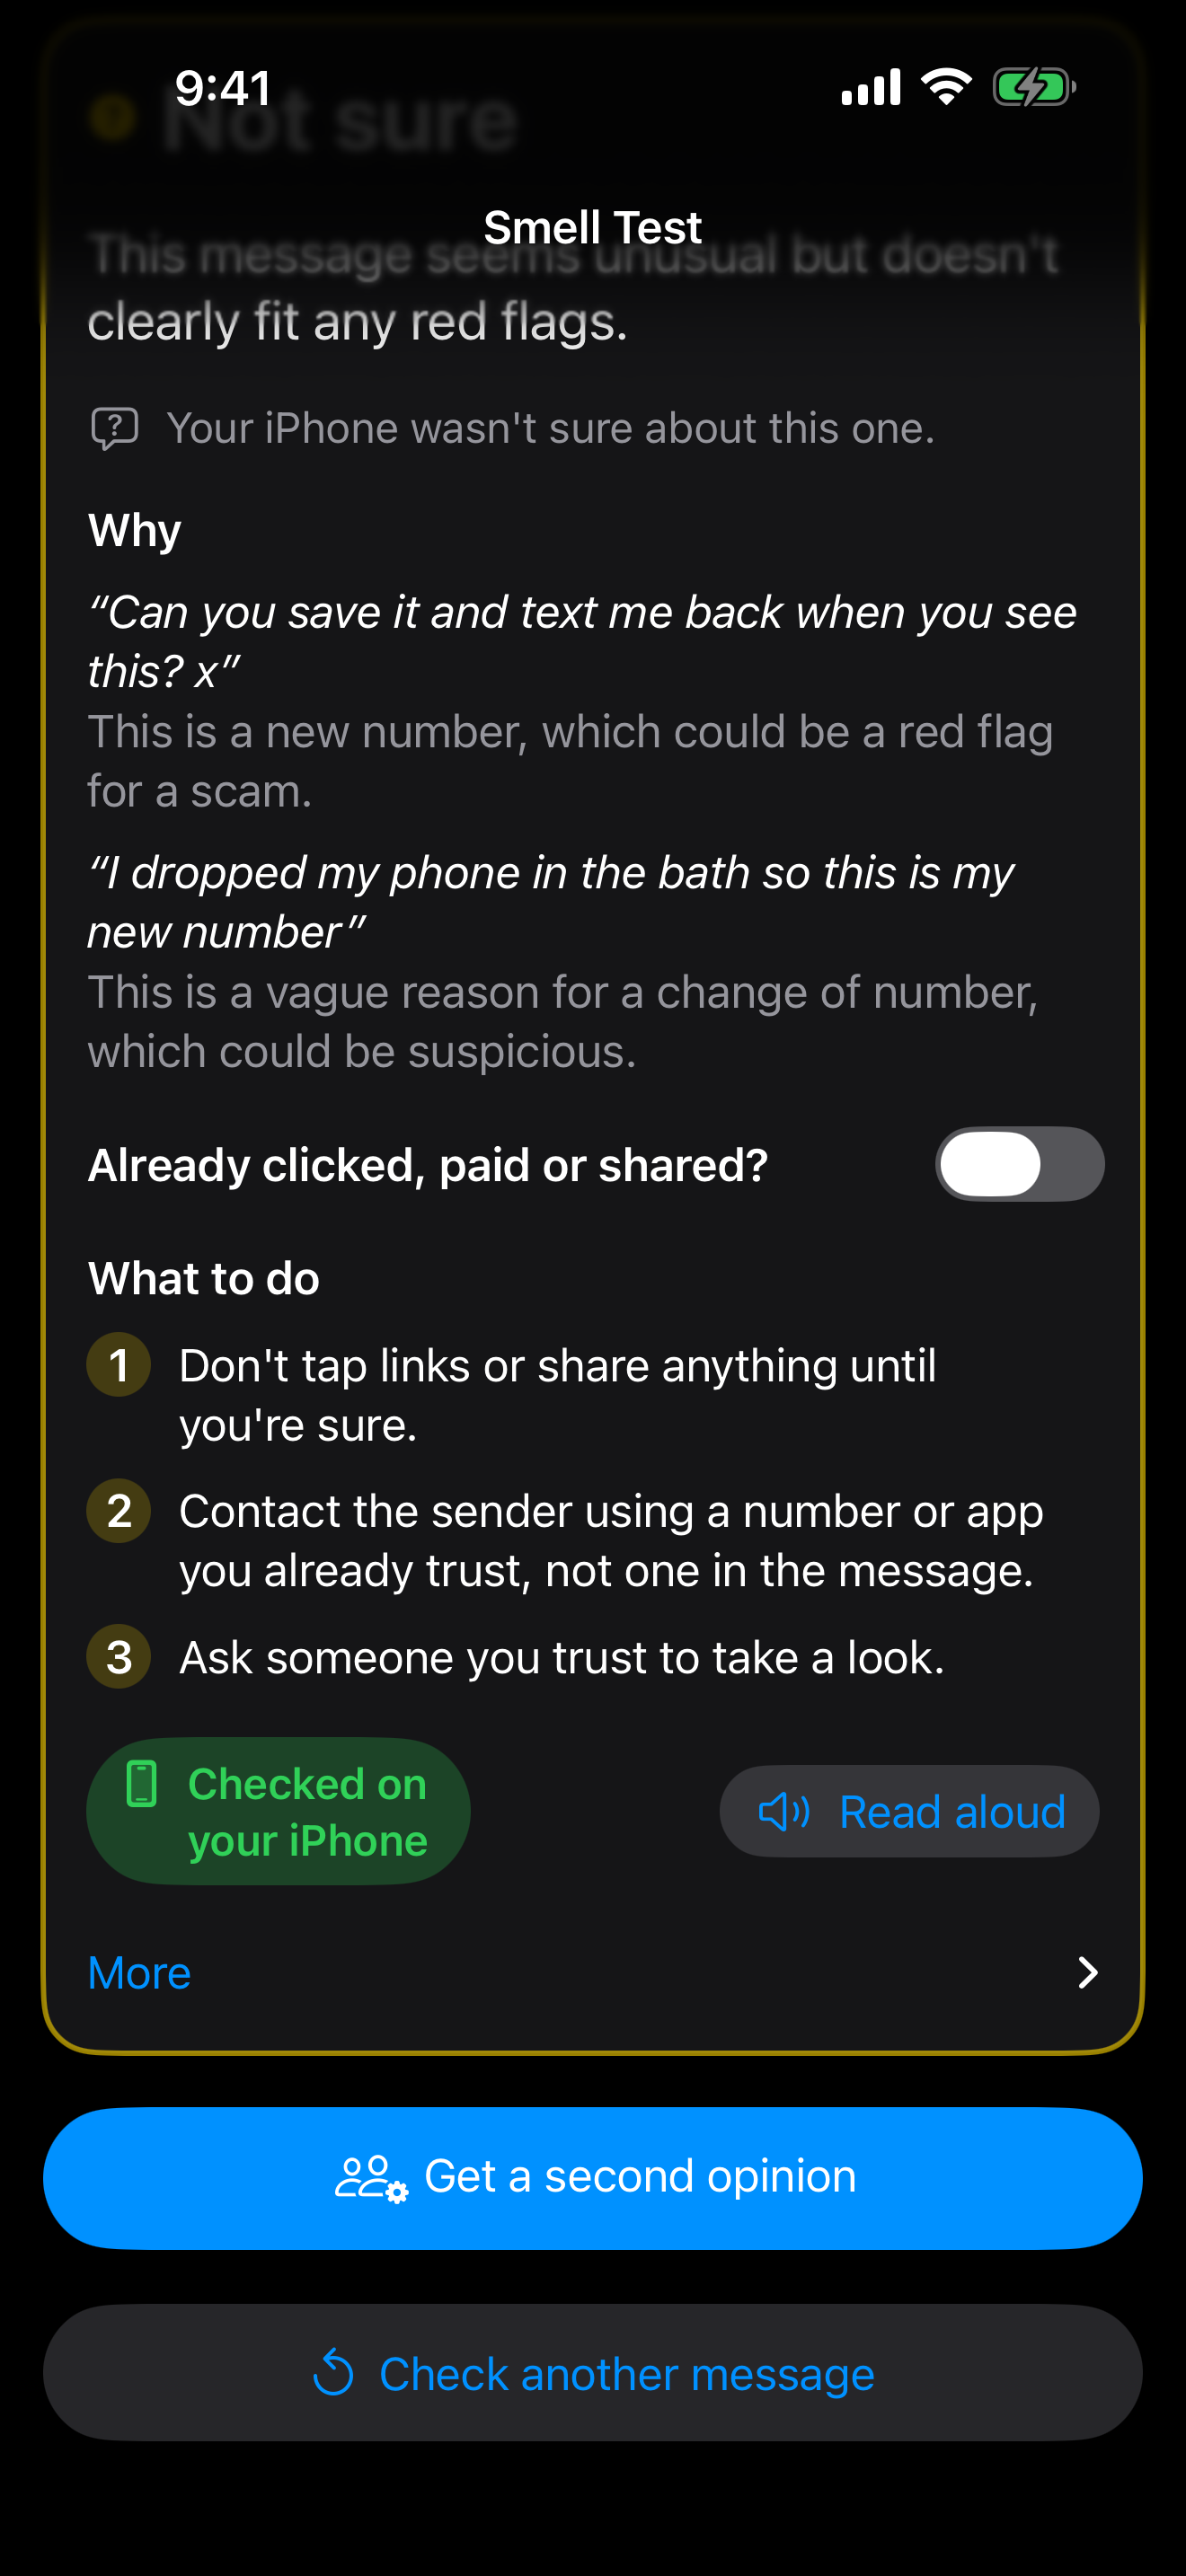 9:41
Not sure
Smell Test
This message seems unusual but doesn't
clearly fit any red flags.
Your iPhone wasn't sure about this one.
Why
“Can you save it and text me back when you see
this? x”
This is a new number, which could be a red flag
for a scam.
“I dropped my phone in the bath so this is my
new number”
This is a vague reason for a change of number,
which could be suspicious.
Already clicked, paid or shared?
What to do
1 Don't tap links or share anything until
you're sure.
2 Contact the sender using a number or app
you already trust, not one in the message.
3 Ask someone you trust to take a look.
Checked on
your iPhone
Read aloud
More
Get a second opinion
Check another message